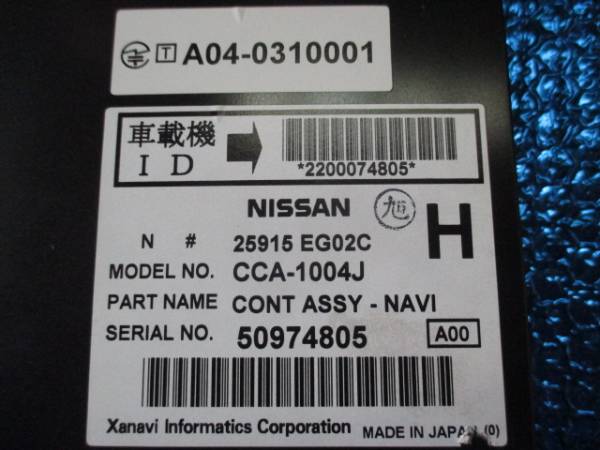 T A04-0310001
車載機
I D
*2200074805*
NISSAN 旭 H
N # 25915 EG02C
MODEL NO. CCA-1004J
PART NAME CONT ASSY - NAVI
SERIAL NO. 50974805 A00
Xanavi Informatics Corporation MADE IN JAPAN (0)